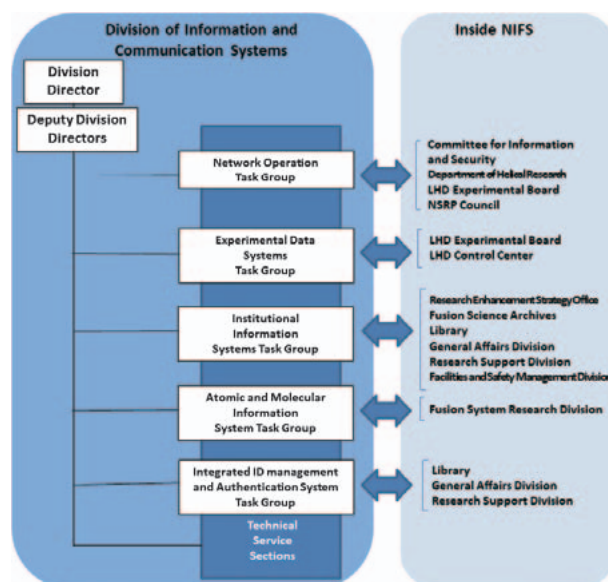 Division of Information and
Communication Systems
Division
Director
Deputy Division
Directors
Network Operation
Task Group
Experimental Data
Systems
Task Group
Institutional
Information
Systems Task Group
Atomic and Molecular
Information
System Task Group
Integrated ID management
and Authentication System
Task Group
Technical
Service
Sections
Inside NIFS
Committee for Information
and Security
Department of Helical Research
LHD Experimental Board
NSRP Council
LHD Experimental Board
LHD Control Center
Research Enhancement Strategy Office
Fusion Science Archives
Library
General Affairs Division
Research Support Division
Facilities and Safety Management Division
Fusion System Research Division
Library
General Affairs Division
Research Support Division